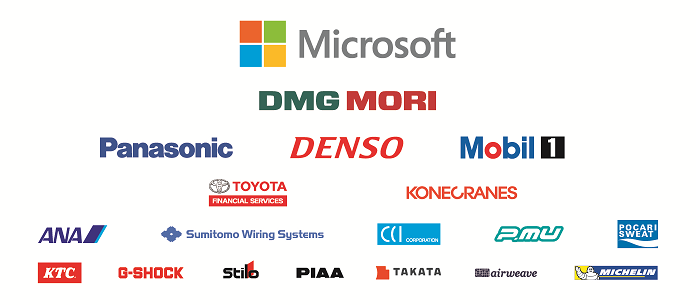 Microsoft
DMG MORI
Panasonic DENSO Mobil 1
TOYOTA KONECRANES
FINANCIAL SERVICES
ANA Sumitomo Wiring Systems CCI CORPORATION PMU POCARI SWEAT
KTC G-SHOCK Stilo PIAA TAKATA airweave MICHELIN